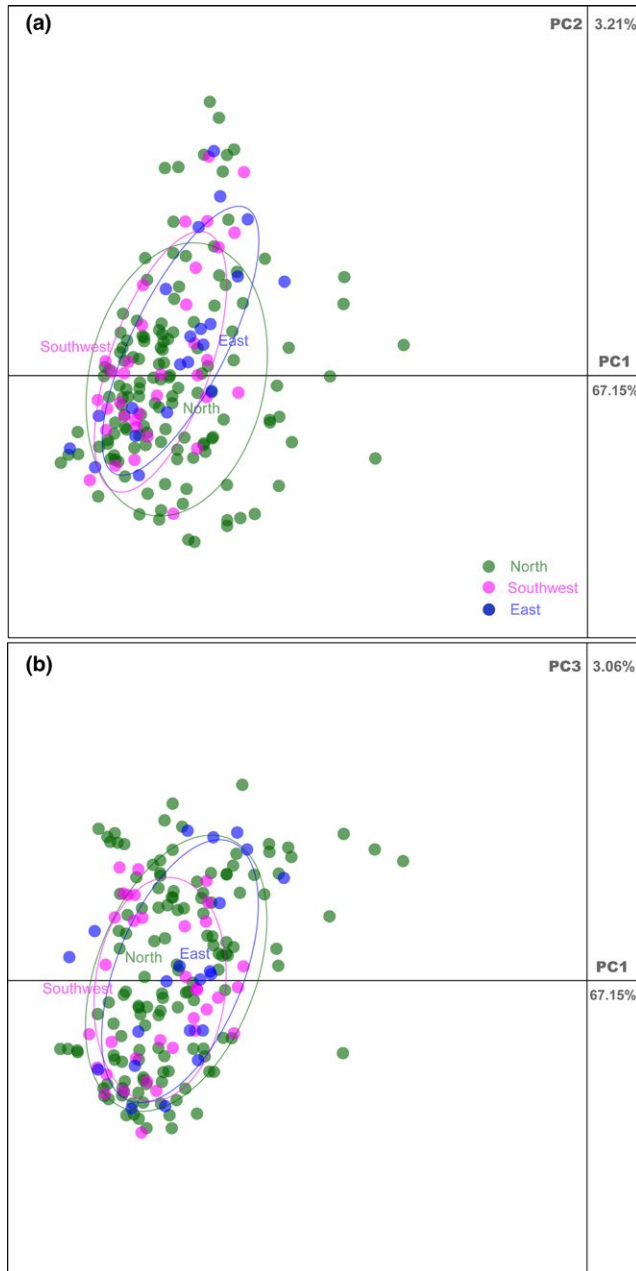 (a)
PC2 3.21%
Southwest
East
PC1
67.15%
North
North
Southwest
East
(b)
PC3 3.06%
North
East
PC1
Southwest
67.15%